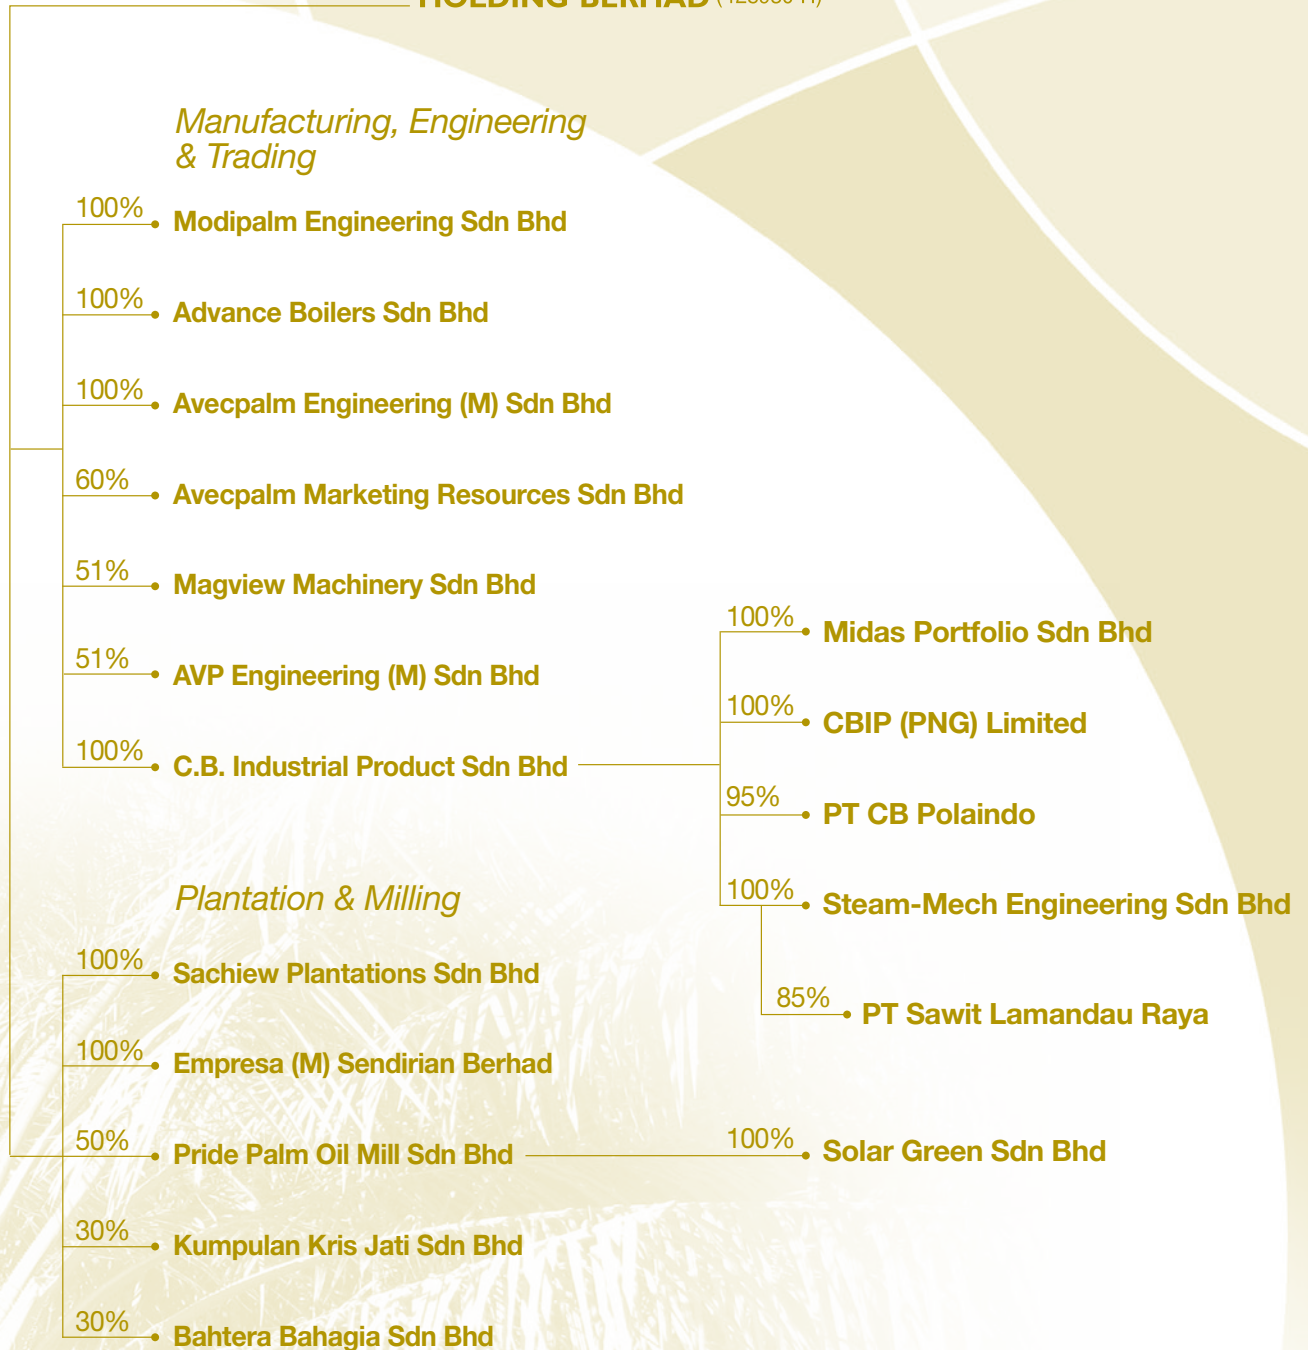 HOLDING BERHAD
Manufacturing, Engineering
& Trading
100% Modipalm Engineering Sdn Bhd
100% Advance Boilers Sdn Bhd
100% Avecpalm Engineering (M) Sdn Bhd
60% Avecpalm Marketing Resources Sdn Bhd
51% Magview Machinery Sdn Bhd
51% AVP Engineering (M) Sdn Bhd
100% C.B. Industrial Product Sdn Bhd
100% Midas Portfolio Sdn Bhd
100% CBIP (PNG) Limited
95% PT CB Polaindo
100% Steam-Mech Engineering Sdn Bhd
85% PT Sawit Lamandau Raya
Plantation & Milling
100% Sachiew Plantations Sdn Bhd
100% Empresa (M) Sendirian Berhad
50% Pride Palm Oil Mill Sdn Bhd
100% Solar Green Sdn Bhd
30% Kumpulan Kris Jati Sdn Bhd
30% Bahtera Bahagia Sdn Bhd